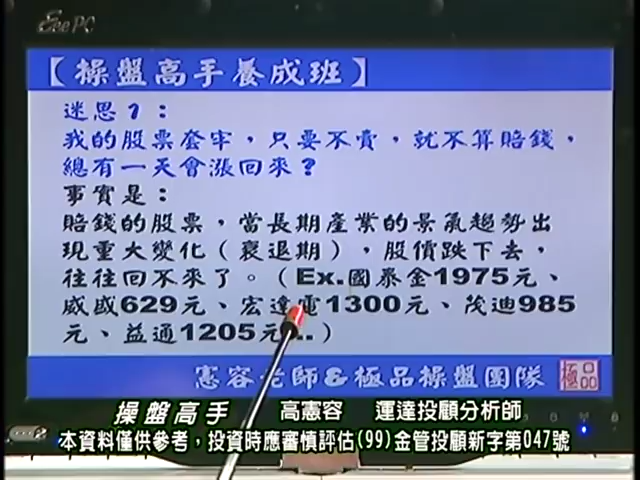 Eee PC
【操盤高手養成班】
迷思1：
我的股票套牢，只要不賣，就不算賠錢，
總有一天會漲回來？
事實是：
賠錢的股票，當長期產業的景氣趨勢出
現重大變化（衰退期），股價跌下去，
往往回不來了。（Ex.國泰金1975元、
威盛629元、宏達電1300元、茂迪985
元、益通1205元...）
憲容老師&極品操盤團隊 極品
操盤高手 高憲容 運達投顧分析師
本資料僅供參考，投資時應審慎評估(99)金管投顧新字第047號